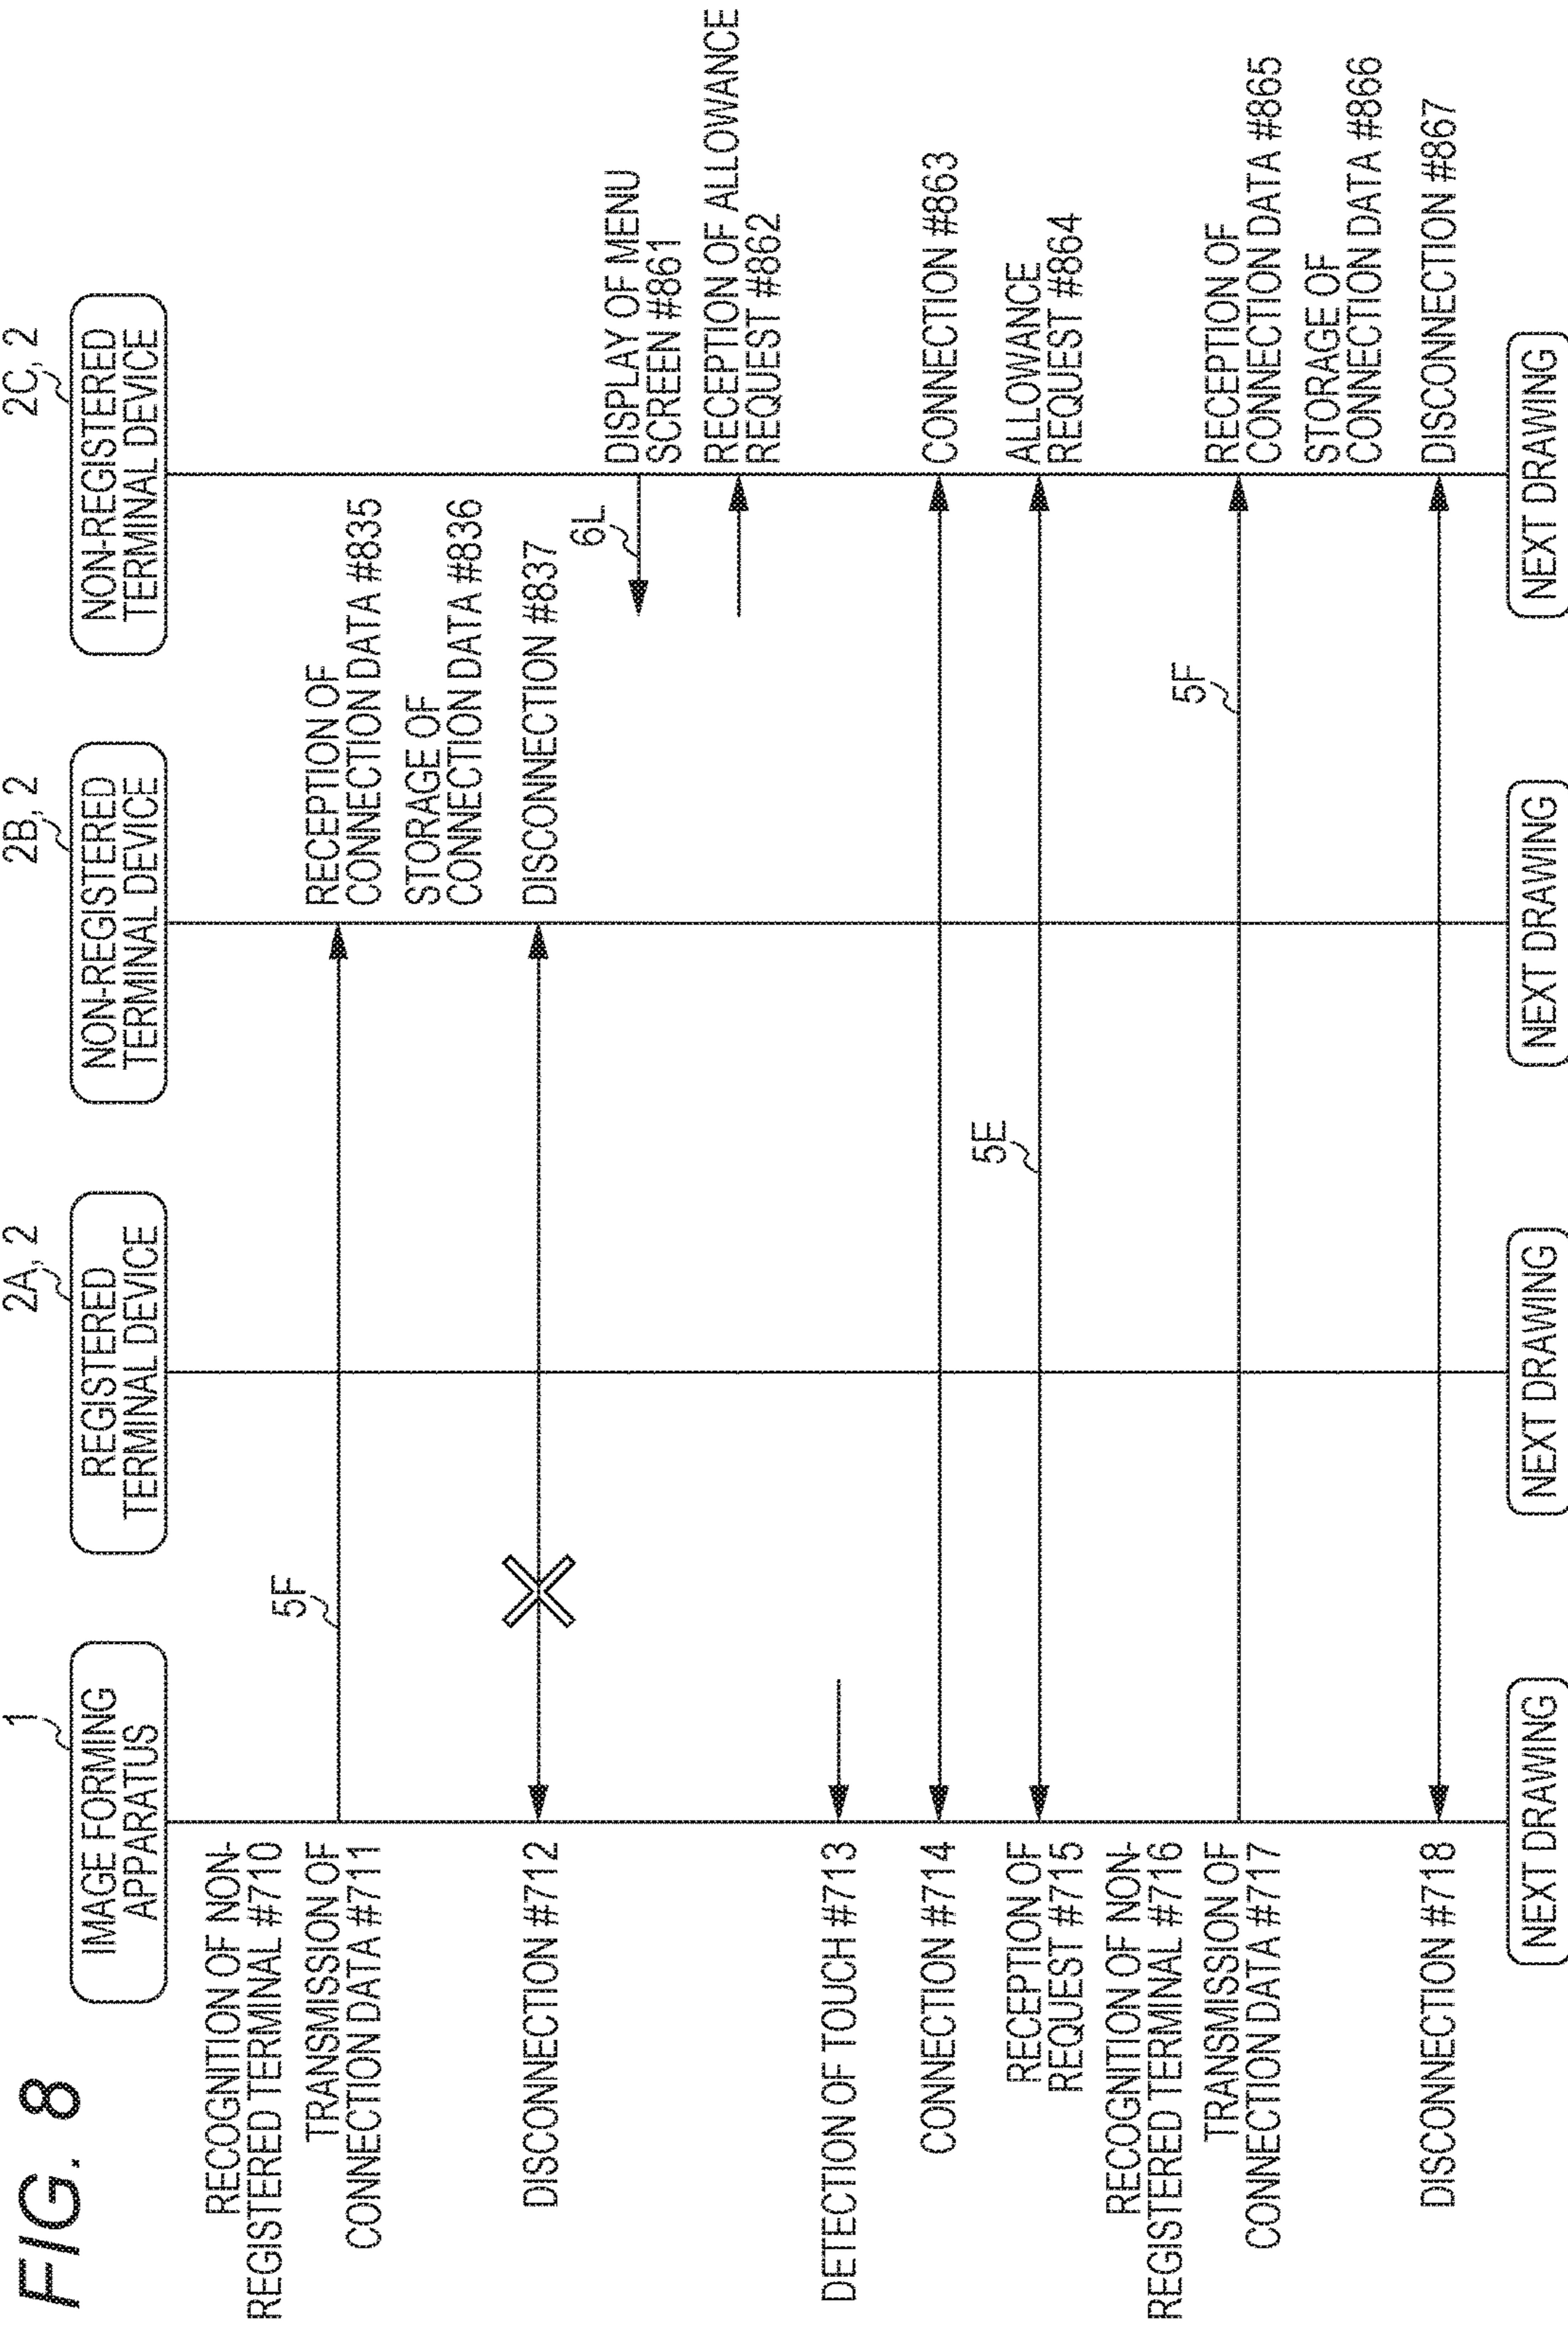 FIG. 8
1
IMAGE FORMING
APPARATUS
2A, 2
REGISTERED
TERMINAL DEVICE
2B, 2
NON-REGISTERED
TERMINAL DEVICE
2C, 2
NON-REGISTERED
TERMINAL DEVICE
RECOGNITION OF NON-
REGISTERED TERMINAL #710
TRANSMISSION OF
CONNECTION DATA #711
5F
RECEPTION OF
CONNECTION DATA #835
STORAGE OF
CONNECTION DATA #836
DISCONNECTION #712
DISCONNECTION #837
6L
DISPLAY OF MENU
SCREEN #861
RECEPTION OF ALLOWANCE
REQUEST #862
DETECTION OF TOUCH #713
CONNECTION #714
CONNECTION #863
RECEPTION OF
REQUEST #715
5E
ALLOWANCE
REQUEST #864
RECOGNITION OF NON-
REGISTERED TERMINAL #716
TRANSMISSION OF
CONNECTION DATA #717
5F
RECEPTION OF
CONNECTION DATA #865
STORAGE OF
CONNECTION DATA #866
DISCONNECTION #718
DISCONNECTION #867
NEXT DRAWING
NEXT DRAWING
NEXT DRAWING
NEXT DRAWING